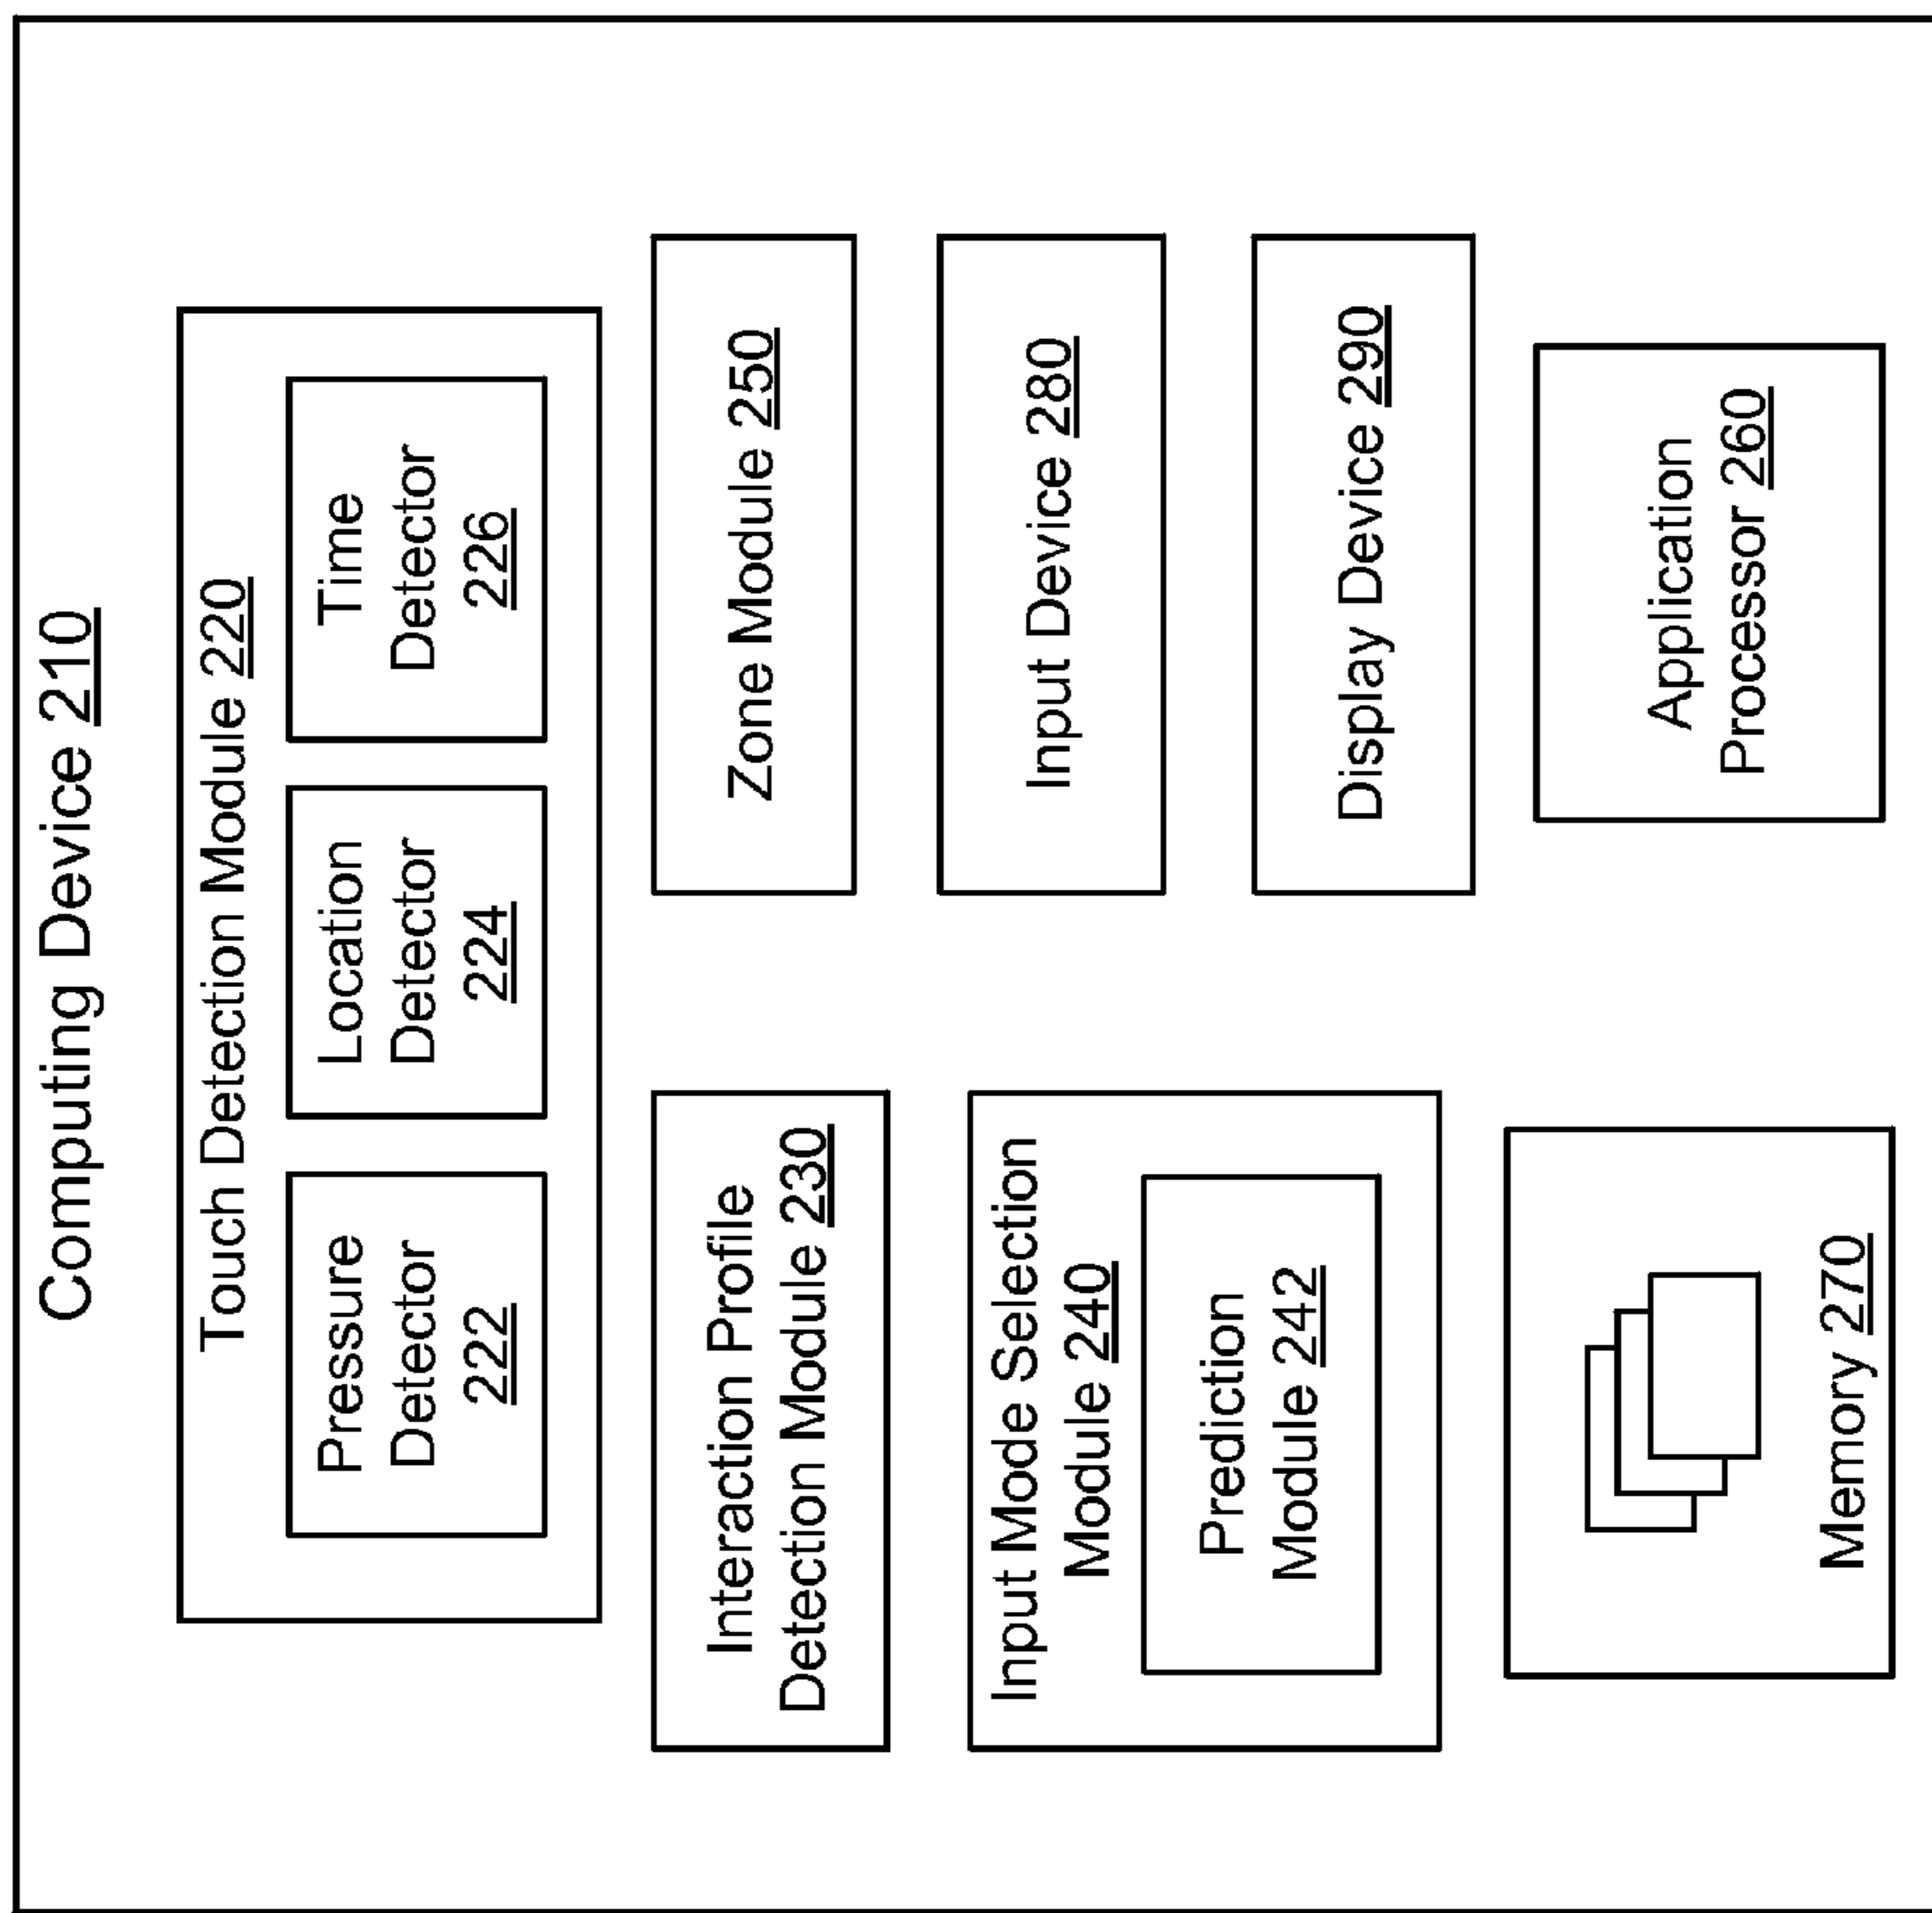 Computing Device 210
Touch Detection Module 220
Pressure
Detector
222
Location
Detector
224
Time
Detector
226
Interaction Profile
Detection Module 230
Zone Module 250
Input Mode Selection
Module 240
Prediction
Module 242
Input Device 280
Display Device 290
Memory 270
Application
Processor 260